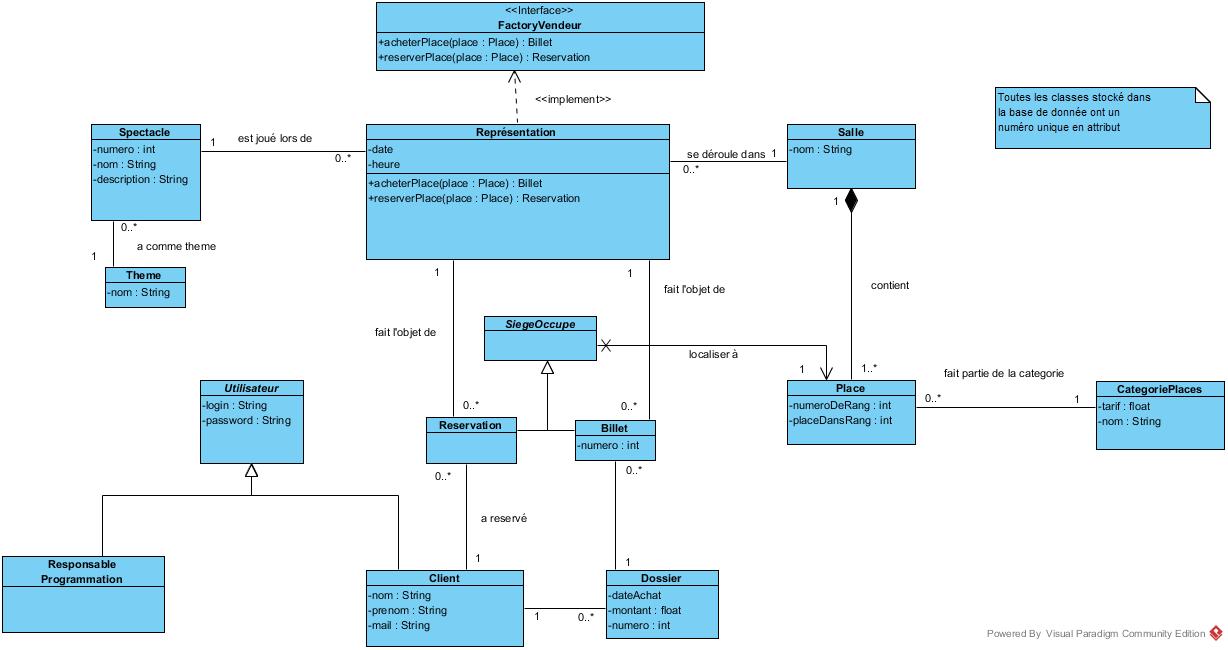 <<Interface>>
FactoryVendeur
+acheterPlace(place : Place) : Billet
+reserverPlace(place : Place) : Reservation
<<implement>>
Toutes les classes stocké dans
la base de donnée ont un
numéro unique en attribut
Spectacle
-numero : int
-nom : String
-description : String
1
est joué lors de
0..*
Représentation
-date
-heure
+acheterPlace(place : Place) : Billet
+reserverPlace(place : Place) : Reservation
se déroule dans
1
0..*
Salle
-nom : String
1
0..*
a comme theme
1
Theme
-nom : String
1
1
fait l'objet de
contient
fait l'objet de
SiegeOccupe
localiser à
1
1..*
0..*
0..*
Utilisateur
-login : String
-password : String
Place
-numeroDeRang : int
-placeDansRang : int
fait partie de la categorie
0..*
1
CategoriePlaces
-tarif : float
-nom : String
Reservation
Billet
-numero : int
0..*
0..*
a reservé
1
1
Responsable
Programmation
Client
-nom : String
-prenom : String
-mail : String
1
0..*
Dossier
-dateAchat
-montant : float
-numero : int
Powered By Visual Paradigm Community Edition